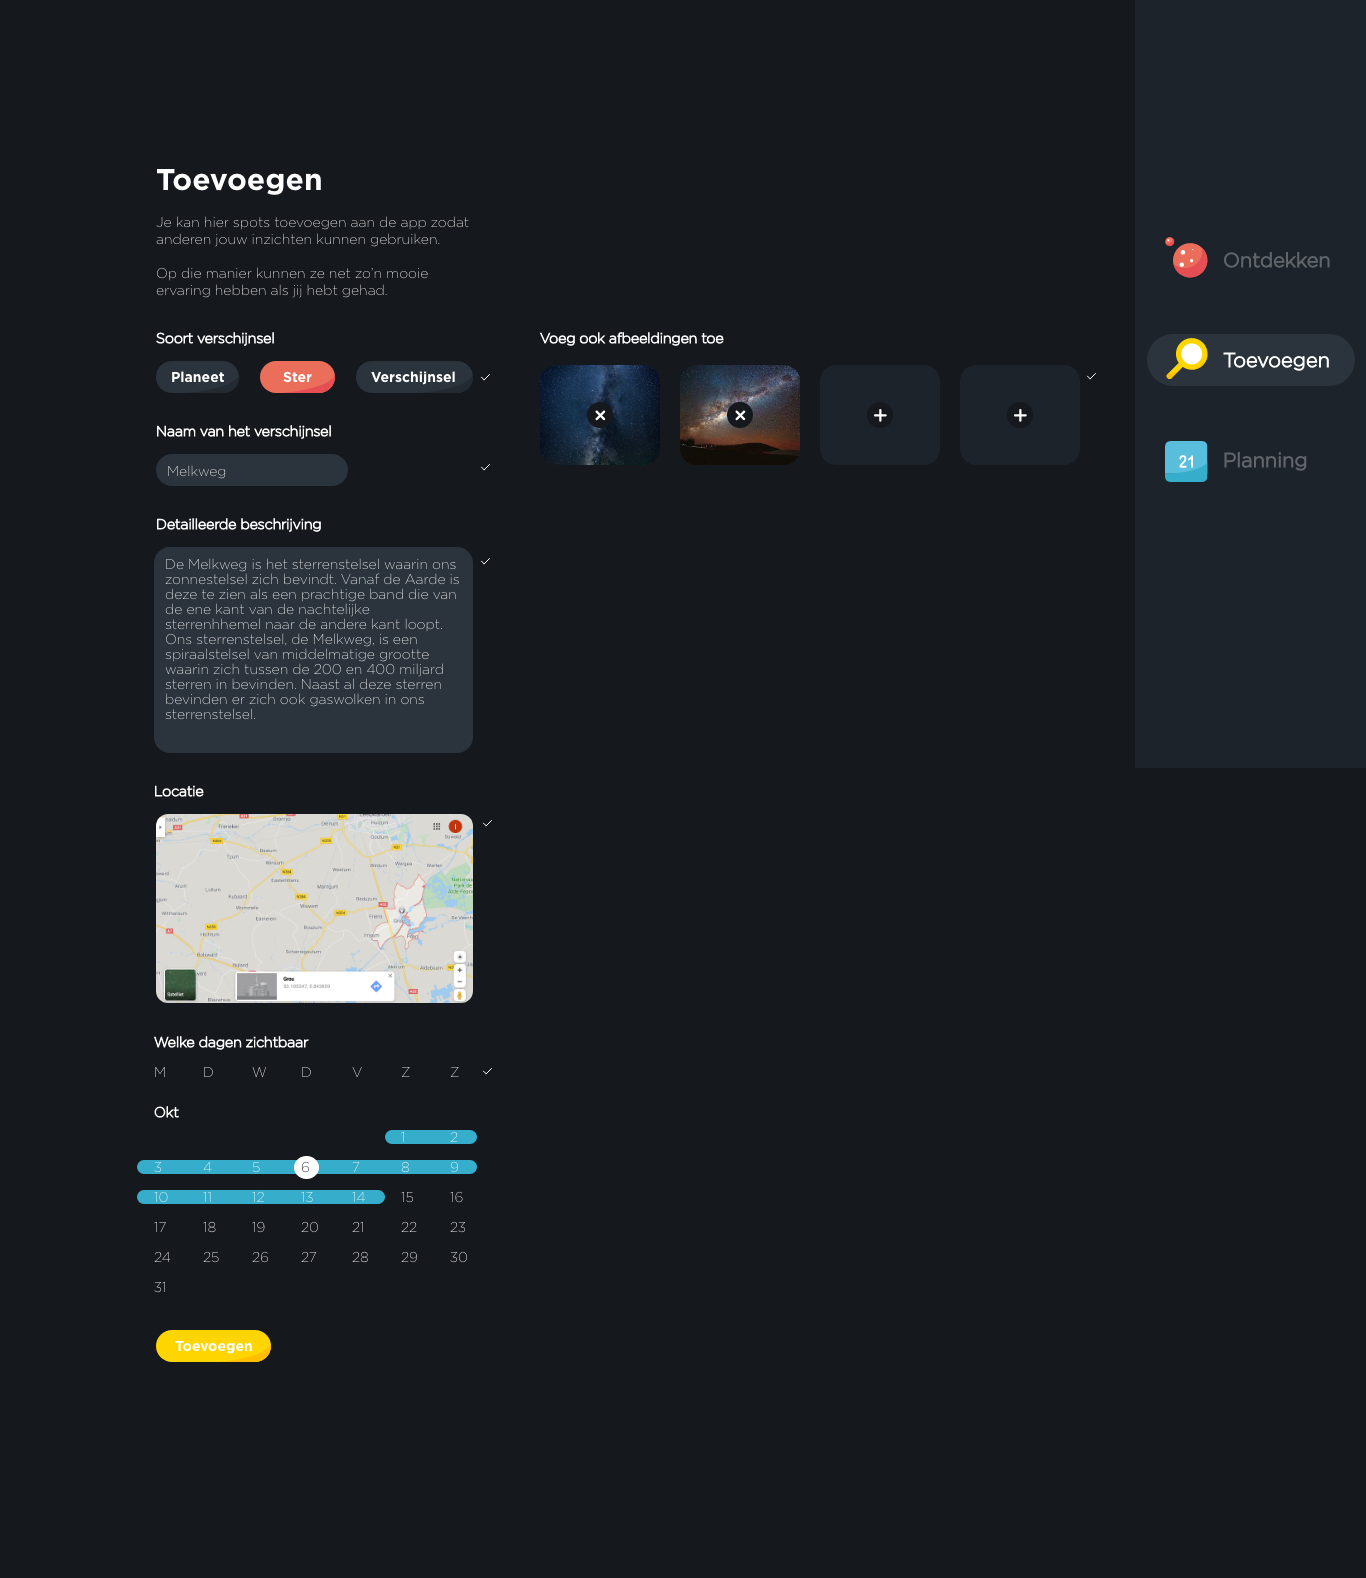 Toevoegen
Je kan hier spots toevoegen aan de app zodat
anderen jouw inzichten kunnen gebruiken.
Op die manier kunnen ze net zo'n mooie
ervaring hebben als jij hebt gehad.
Soort verschijnsel
Planeet Ster Verschijnsel
Naam van het verschijnsel
Melkweg
Detailleerde beschrijving
De Melkweg is het sterrenstelsel waarin ons
zonnestelsel zich bevindt. Vanaf de Aarde is
deze te zien als een prachtige band die van
de ene kant van de nachtelijke
sterrenhhemel naar de andere kant loopt.
Ons sterrenstelsel, de Melkweg, is een
spiraalstelsel van middelmatige grootte
waarin zich tussen de 200 en 400 miljard
sterren in bevinden. Naast al deze sterren
bevinden er zich ook gaswolken in ons
sterrenstelsel.
Locatie
Winsum
Mantgum
Weidum
Wargea
Reduzum
Easterein
Grou
Satelliet
Welke dagen zichtbaar
M D W D V Z Z
Okt
1 2
3 4 5 6 7 8 9
10 11 12 13 14 15 16
17 18 19 20 21 22 23
24 25 26 27 28 29 30
31
Toevoegen
Voeg ook afbeeldingen toe
Ontdekken
Toevoegen
21 Planning